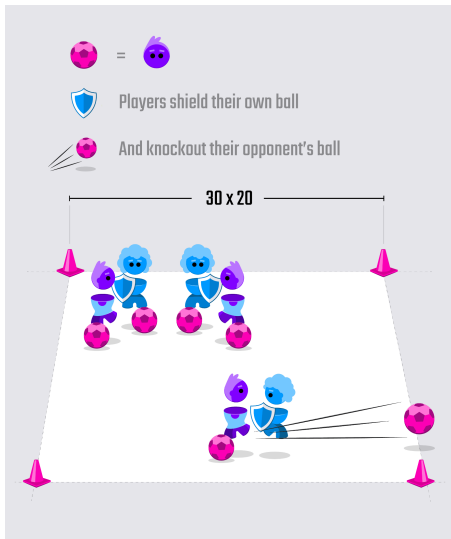 =
Players shield their own ball
And knockout their opponent's ball
30 x 20